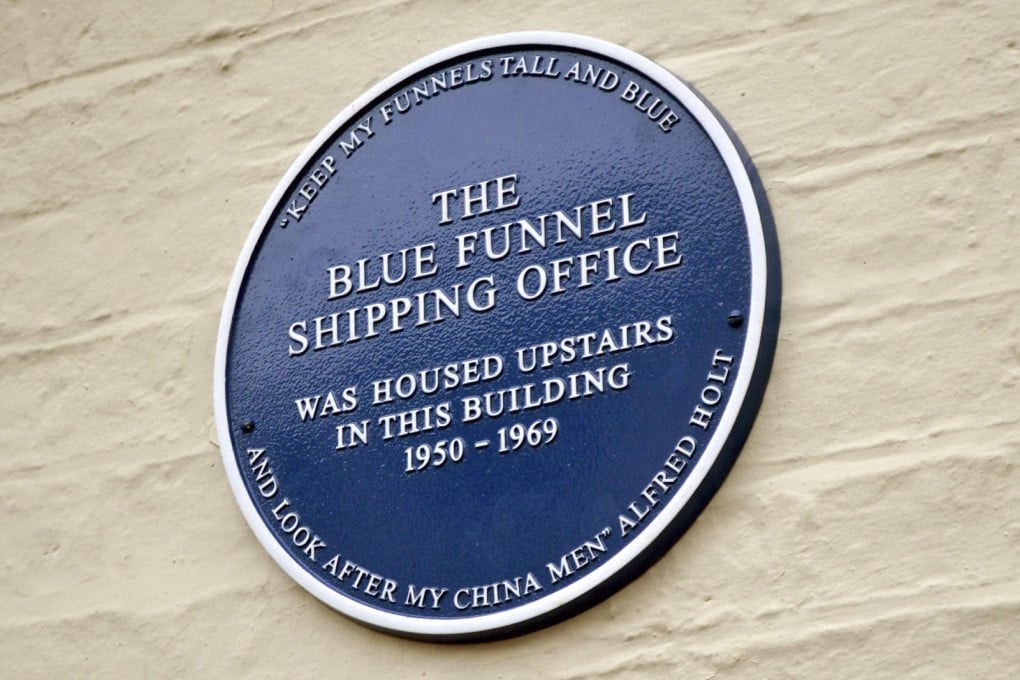 "KEEP MY FUNNELS TALL AND BLUE
THE
BLUE FUNNEL
SHIPPING OFFICE
WAS HOUSED UPSTAIRS
IN THIS BUILDING
1950 - 1969
AND LOOK AFTER MY CHINA MEN" ALFRED HOLT